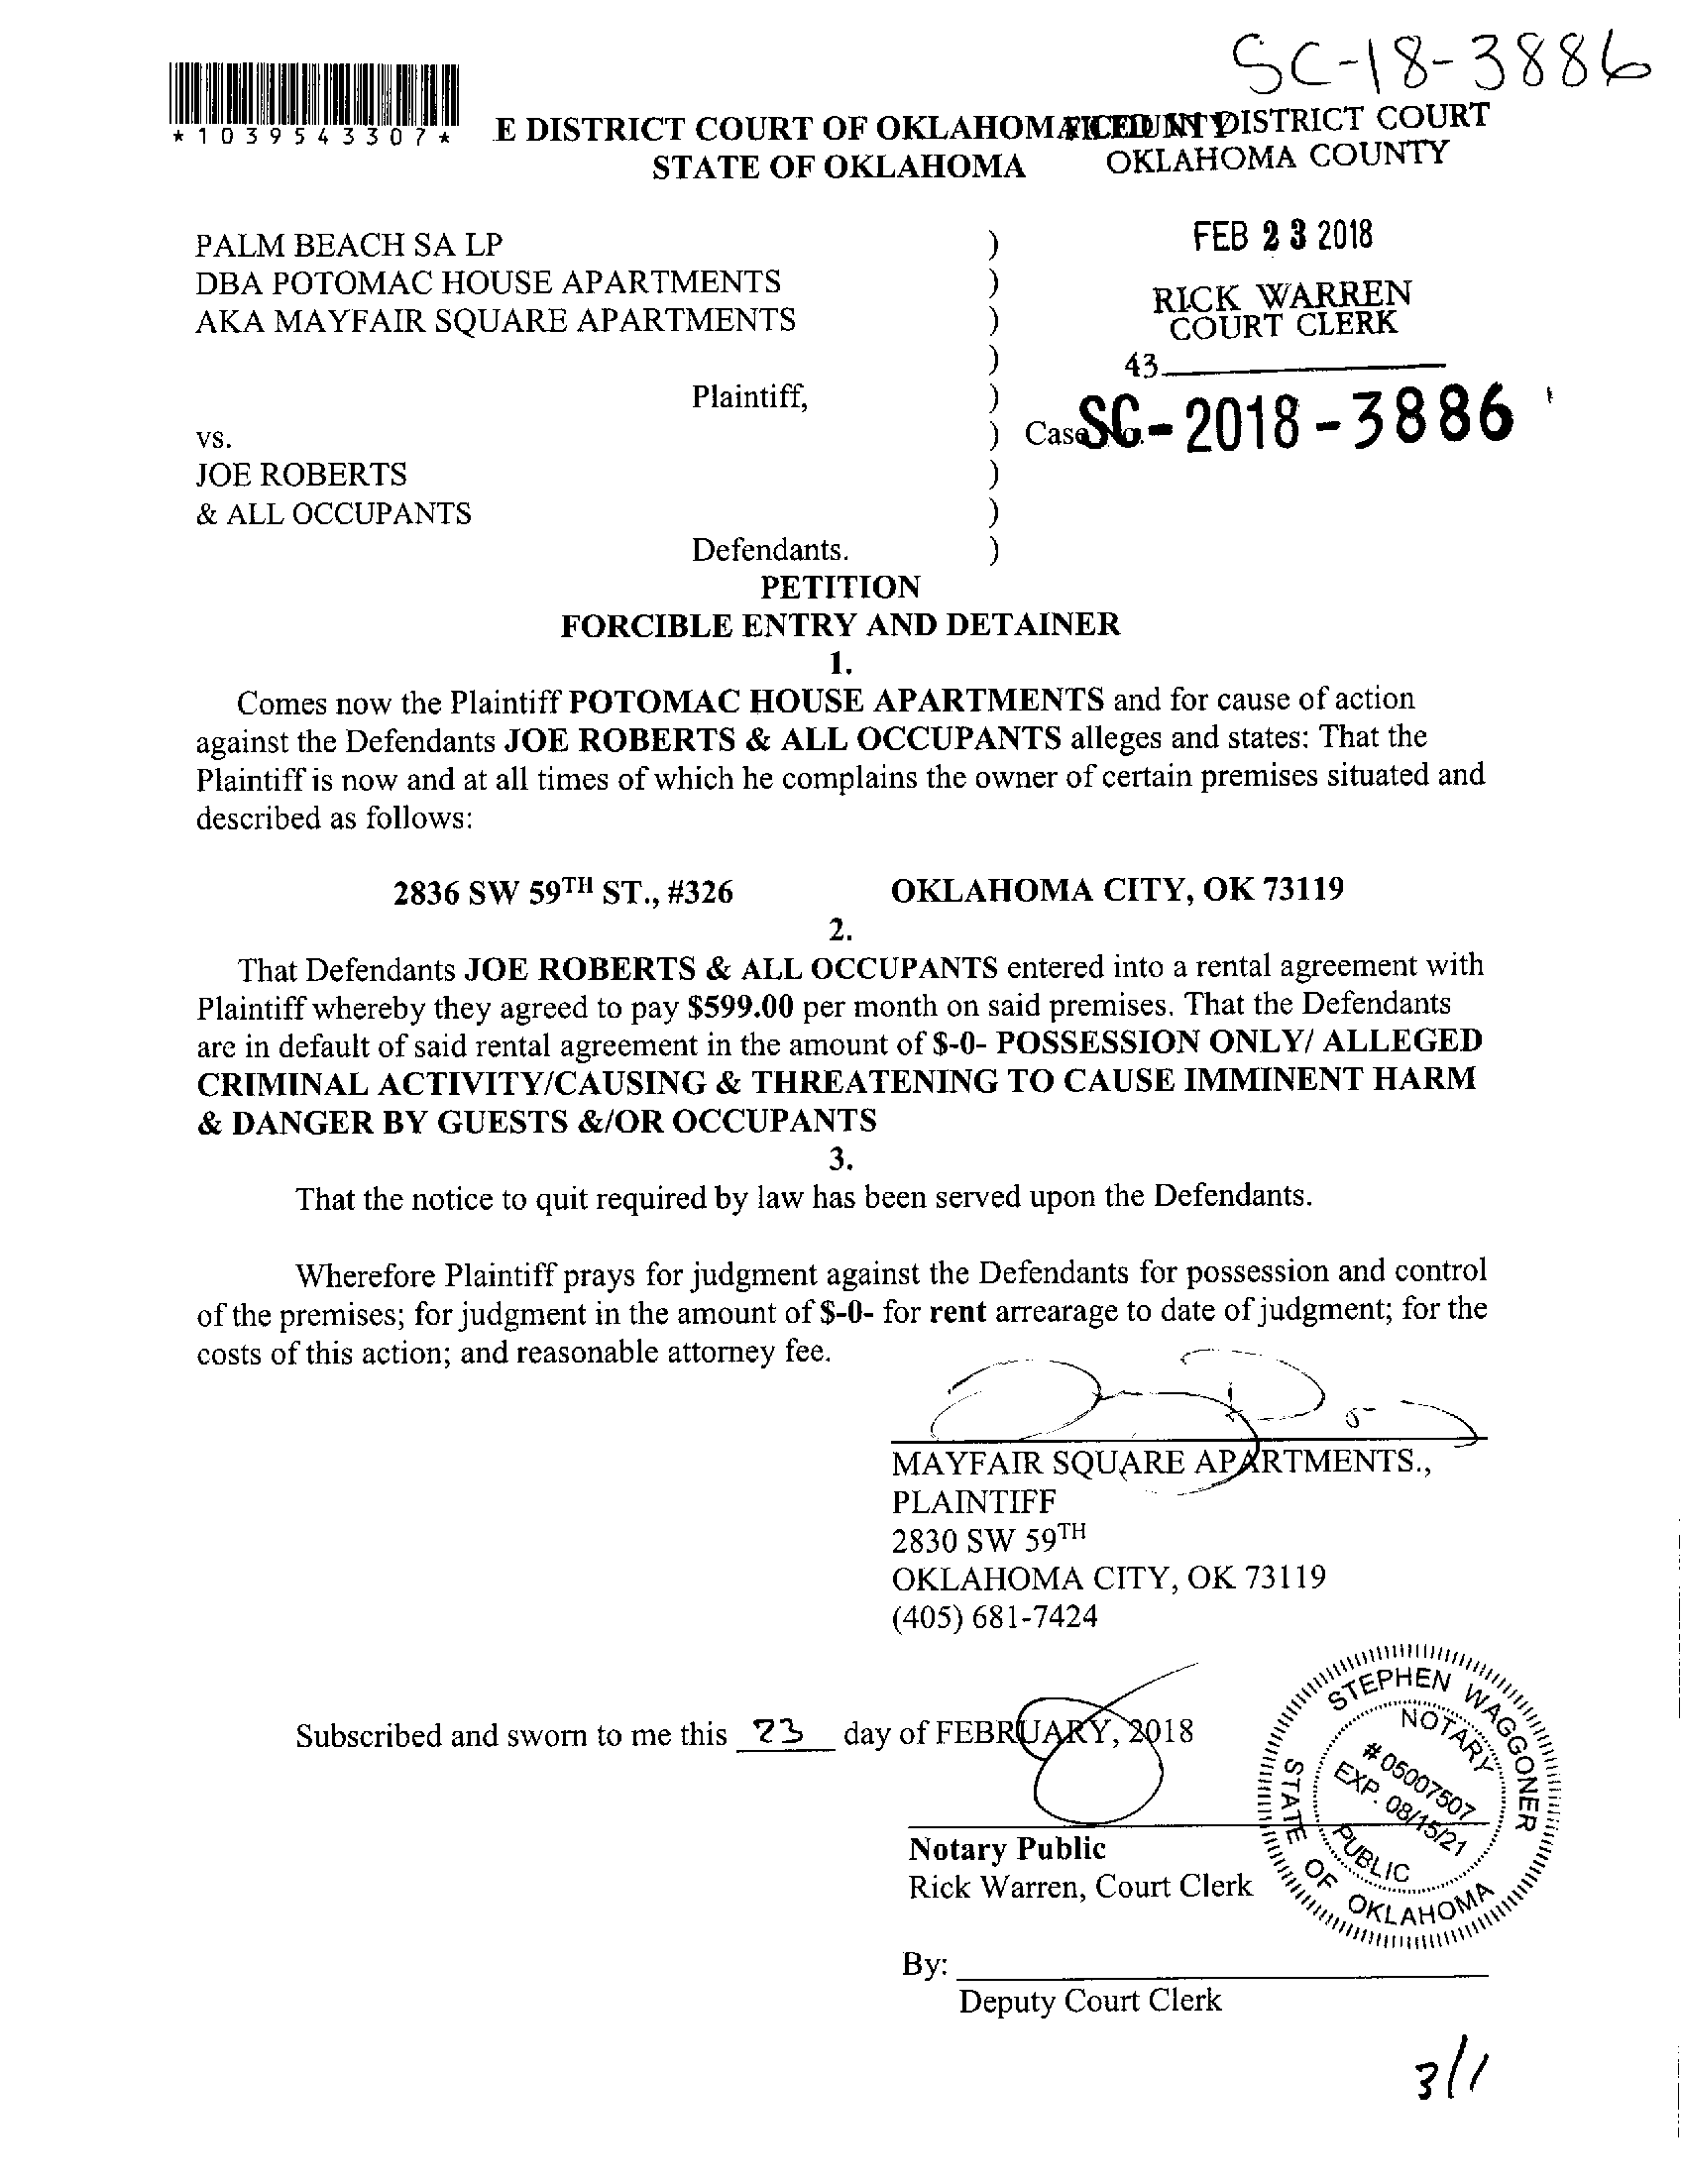 SC-18-3886
*1039543307*
E DISTRICT COURT OF OKLAHOMA COUNTY
STATE OF OKLAHOMA
FILED IN DISTRICT COURT
OKLAHOMA COUNTY
FEB 23 2018
RICK WARREN
COURT CLERK
43
PALM BEACH SA LP )
DBA POTOMAC HOUSE APARTMENTS )
AKA MAYFAIR SQUARE APARTMENTS )
)
Plaintiff, )
vs. ) Case No. SC-2018-3886
JOE ROBERTS )
& ALL OCCUPANTS )
Defendants. )
PETITION
FORCIBLE ENTRY AND DETAINER
1.
Comes now the Plaintiff POTOMAC HOUSE APARTMENTS and for cause of action
against the Defendants JOE ROBERTS & ALL OCCUPANTS alleges and states: That the
Plaintiff is now and at all times of which he complains the owner of certain premises situated and
described as follows:
2836 SW 59TH ST., #326 OKLAHOMA CITY, OK 73119
2.
That Defendants JOE ROBERTS & ALL OCCUPANTS entered into a rental agreement with
Plaintiff whereby they agreed to pay $599.00 per month on said premises. That the Defendants
are in default of said rental agreement in the amount of $-0- POSSESSION ONLY/ ALLEGED
CRIMINAL ACTIVITY/CAUSING & THREATENING TO CAUSE IMMINENT HARM
& DANGER BY GUESTS &/OR OCCUPANTS
3.
That the notice to quit required by law has been served upon the Defendants.
Wherefore Plaintiff prays for judgment against the Defendants for possession and control
of the premises; for judgment in the amount of $-0- for rent arrearage to date of judgment; for the
costs of this action; and reasonable attorney fee.
MAYFAIR SQUARE APARTMENTS.,
PLAINTIFF
2830 SW 59TH
OKLAHOMA CITY, OK 73119
(405) 681-7424
Subscribed and sworn to me this 23 day of FEBRUARY, 2018
Notary Public
Rick Warren, Court Clerk
STEPHEN WAGGONER
NOTARY
# 05007507
EXP. 08/15/21
PUBLIC
STATE OF OKLAHOMA
By:
Deputy Court Clerk
3/1